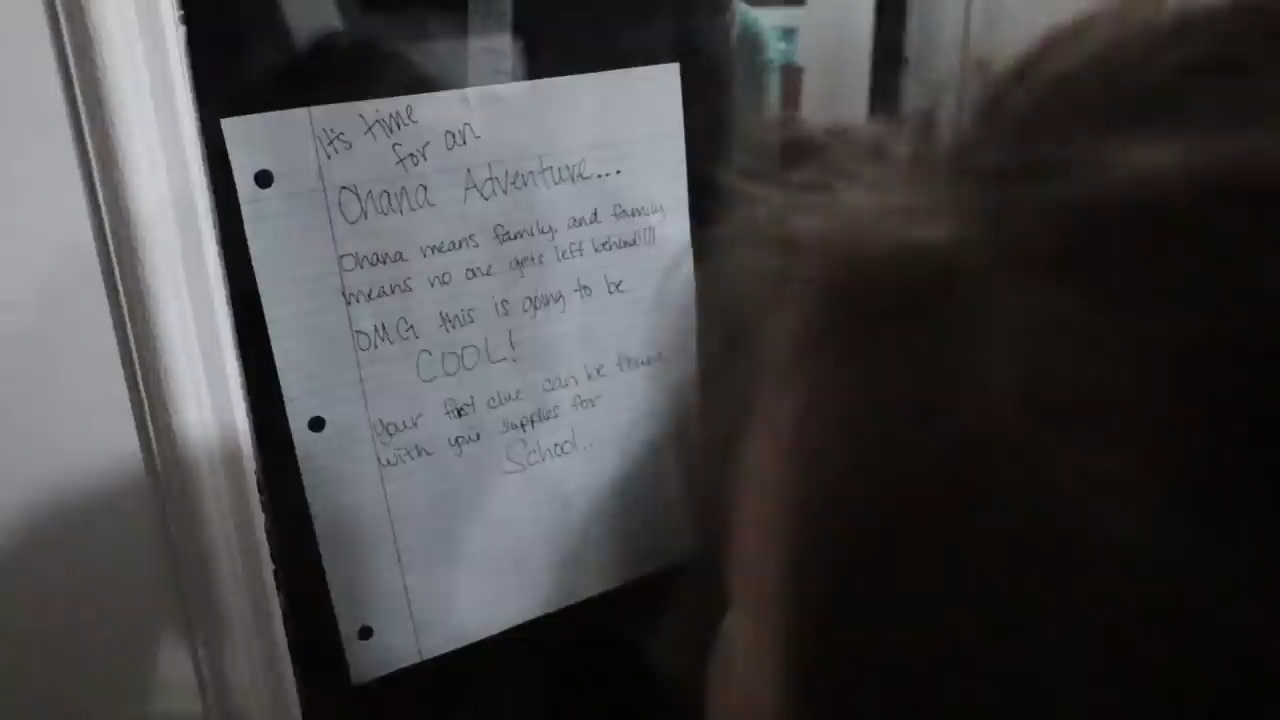 It's time
for an
Ohana Adventure...
Ohana means family, and family
means no one gets left behind!!!!
OMG this is going to be
COOL!
your first clue can be found
with your supplies for
School...